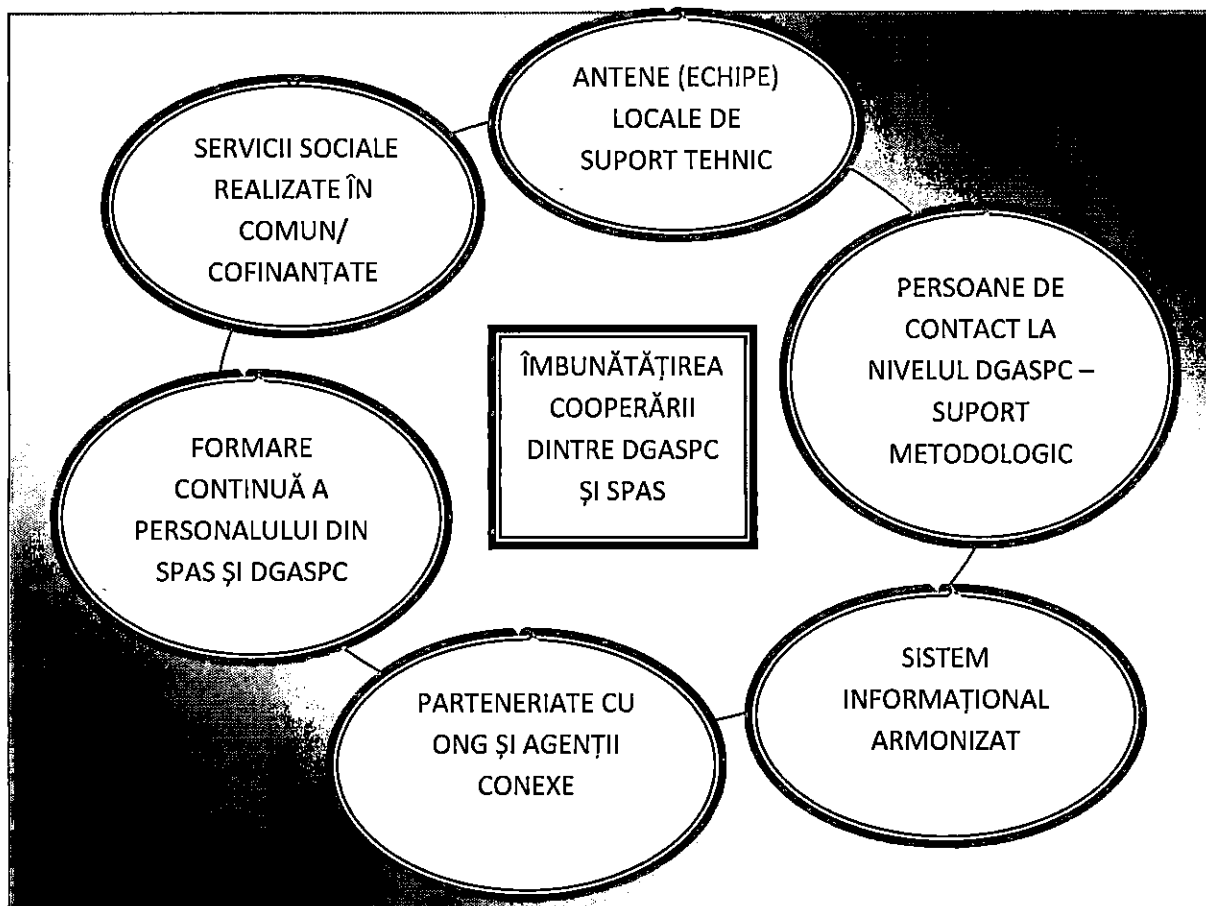 ANTENE (ECHIPE)
LOCALE DE
SUPORT TEHNIC
SERVICII SOCIALE
REALIZATE ÎN
COMUN/
COFINANȚATE
PERSOANE DE
CONTACT LA
NIVELUL DGASPC –
SUPORT
METODOLOGIC
ÎMBUNĂTĂȚIREA
COOPERĂRII
DINTRE DGASPC
ȘI SPAS
FORMARE
CONTINUĂ A
PERSONALULUI DIN
SPAS ȘI DGASPC
SISTEM
INFORMAȚIONAL
ARMONIZAT
PARTENERIATE CU
ONG ȘI AGENȚII
CONEXE